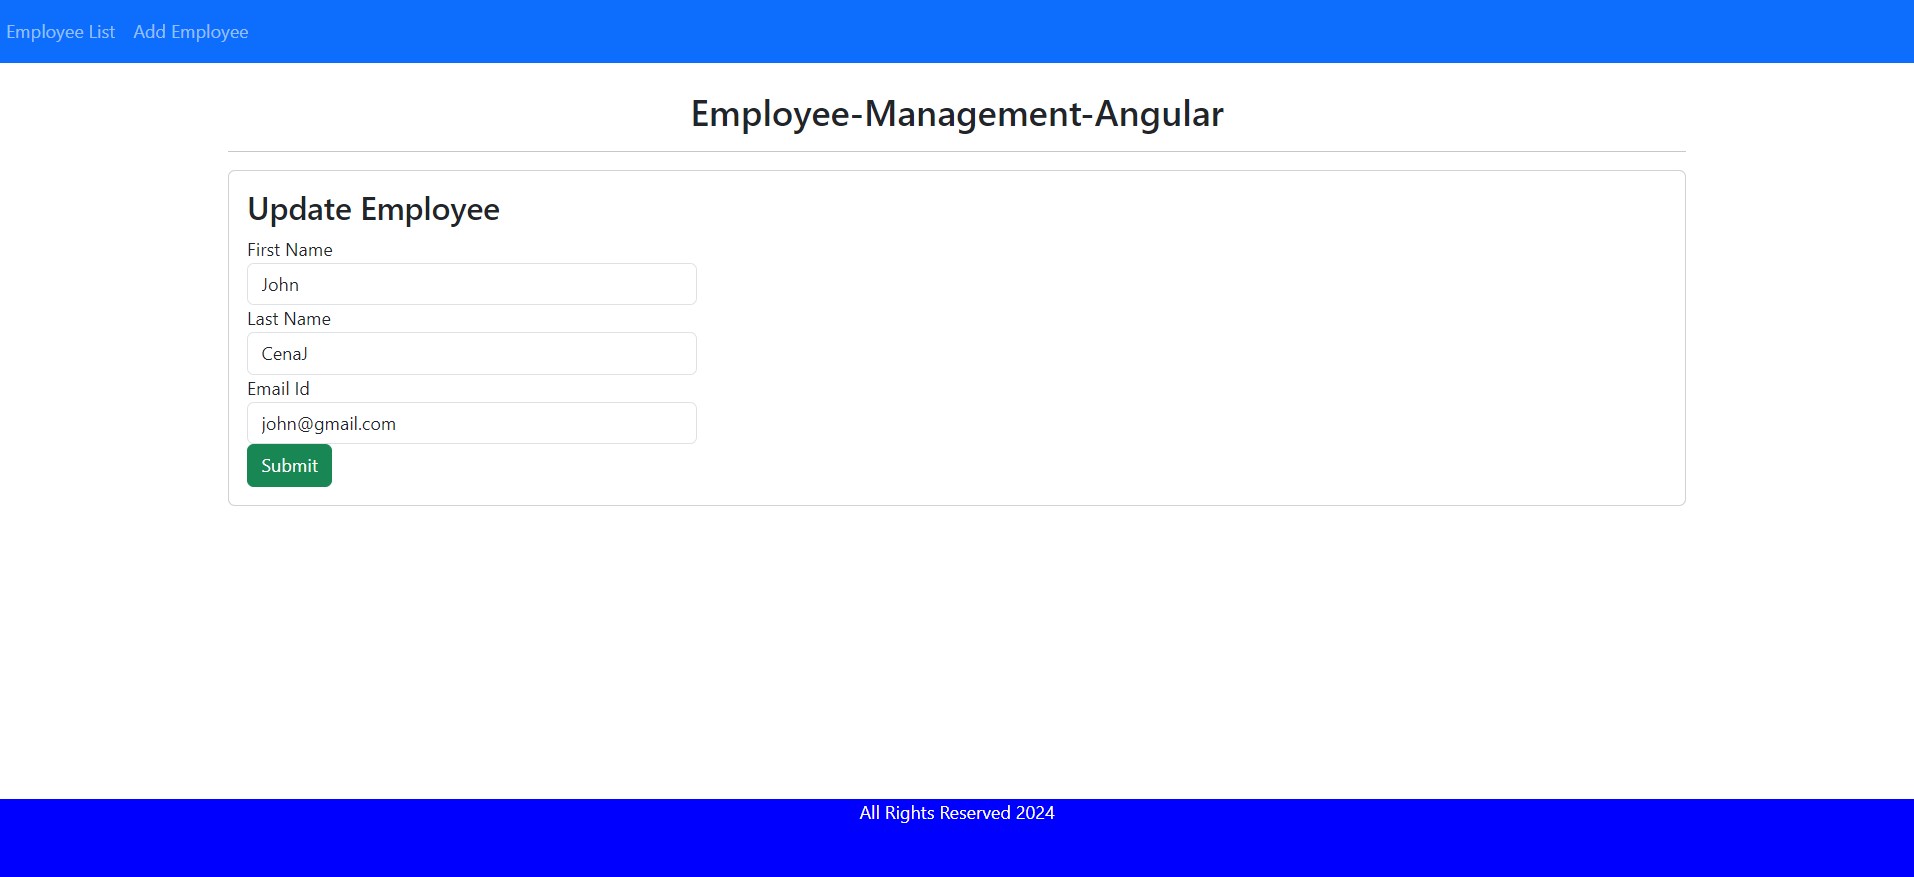 Employee List Add Employee
Employee-Management-Angular
Update Employee
First Name
John
Last Name
CenaJ
Email Id
john@gmail.com
Submit
All Rights Reserved 2024